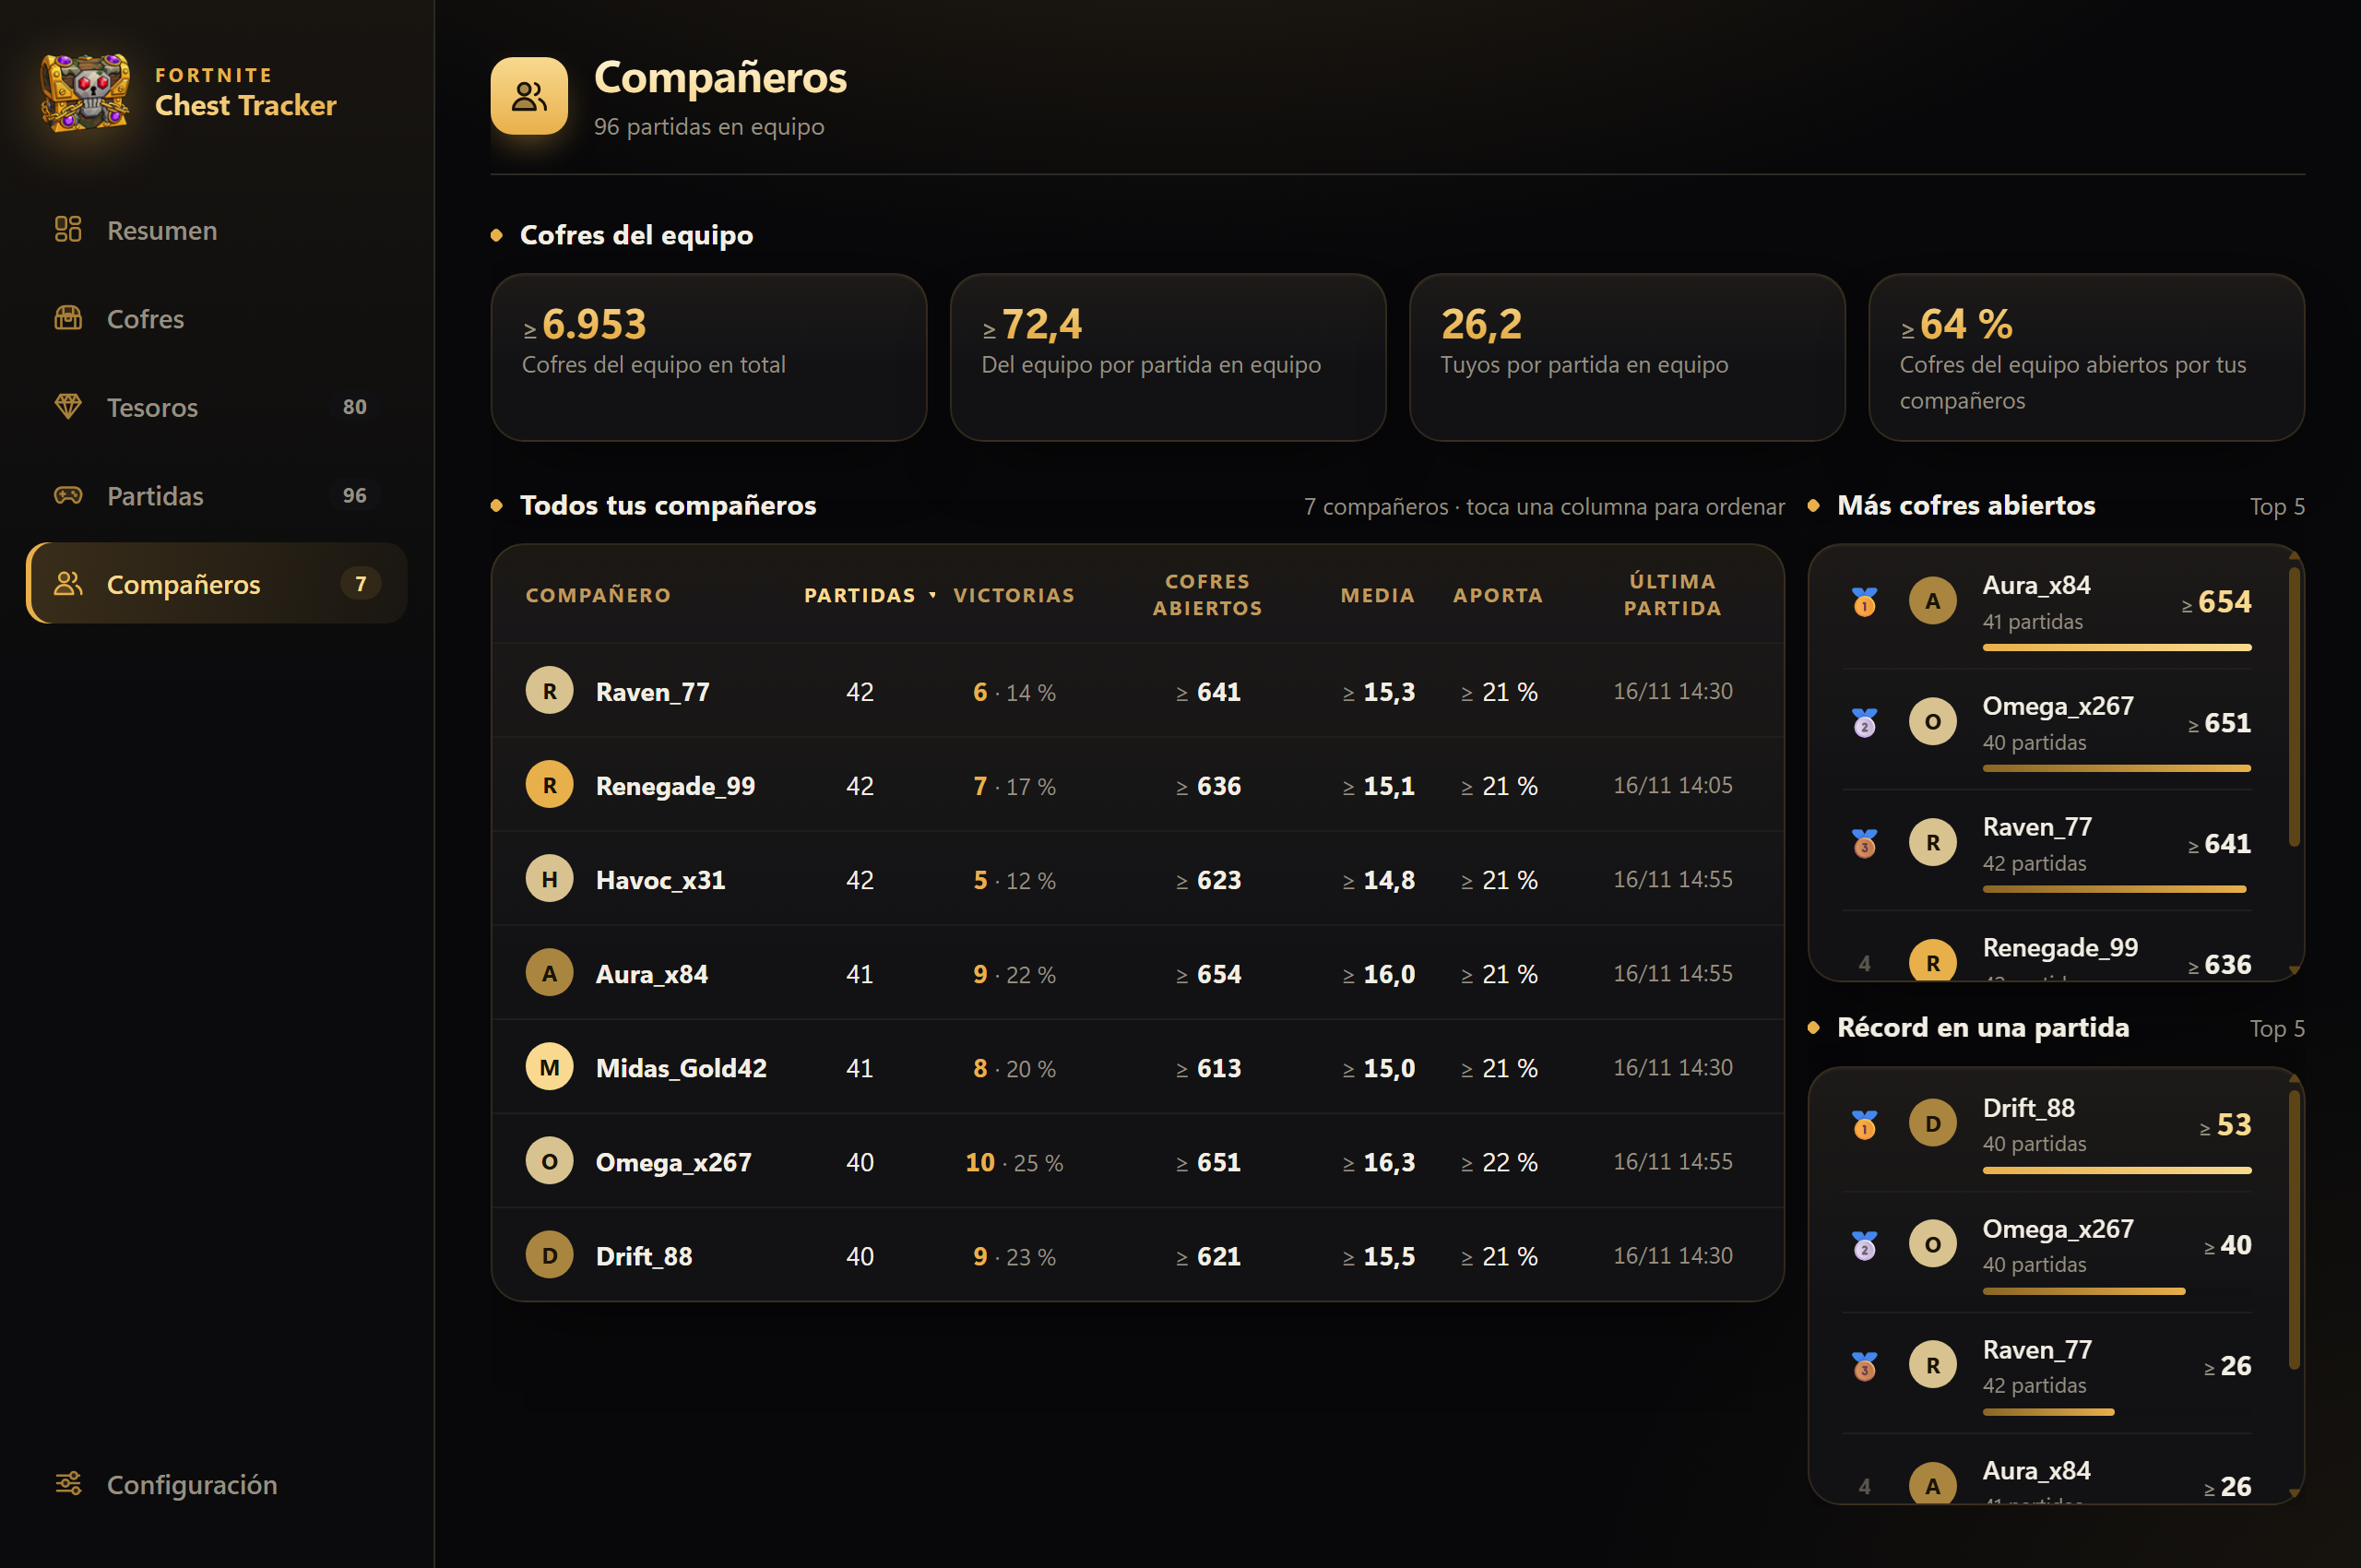 FORTNITE
Chest Tracker
Resumen
Cofres
Tesoros 80
Partidas 96
Compañeros 7
Configuración
Compañeros
96 partidas en equipo
Cofres del equipo
≥ 6.953
Cofres del equipo en total
≥ 72,4
Del equipo por partida en equipo
26,2
Tuyos por partida en equipo
≥ 64 %
Cofres del equipo abiertos por tus
compañeros
Todos tus compañeros
7 compañeros · toca una columna para ordenar
COMPAÑERO PARTIDAS ▼ VICTORIAS COFRES ABIERTOS MEDIA APORTA ÚLTIMA PARTIDA
R Raven_77 42 6 · 14 % ≥ 641 ≥ 15,3 ≥ 21 % 16/11 14:30
R Renegade_99 42 7 · 17 % ≥ 636 ≥ 15,1 ≥ 21 % 16/11 14:05
H Havoc_x31 42 5 · 12 % ≥ 623 ≥ 14,8 ≥ 21 % 16/11 14:55
A Aura_x84 41 9 · 22 % ≥ 654 ≥ 16,0 ≥ 21 % 16/11 14:55
M Midas_Gold42 41 8 · 20 % ≥ 613 ≥ 15,0 ≥ 21 % 16/11 14:30
O Omega_x267 40 10 · 25 % ≥ 651 ≥ 16,3 ≥ 22 % 16/11 14:55
D Drift_88 40 9 · 23 % ≥ 621 ≥ 15,5 ≥ 21 % 16/11 14:30
Más cofres abiertos Top 5
1 A Aura_x84 ≥ 654
41 partidas
2 O Omega_x267 ≥ 651
40 partidas
3 R Raven_77 ≥ 641
42 partidas
4 R Renegade_99 ≥ 636
Récord en una partida Top 5
1 D Drift_88 ≥ 53
40 partidas
2 O Omega_x267 ≥ 40
40 partidas
3 R Raven_77 ≥ 26
42 partidas
4 A Aura_x84 ≥ 26